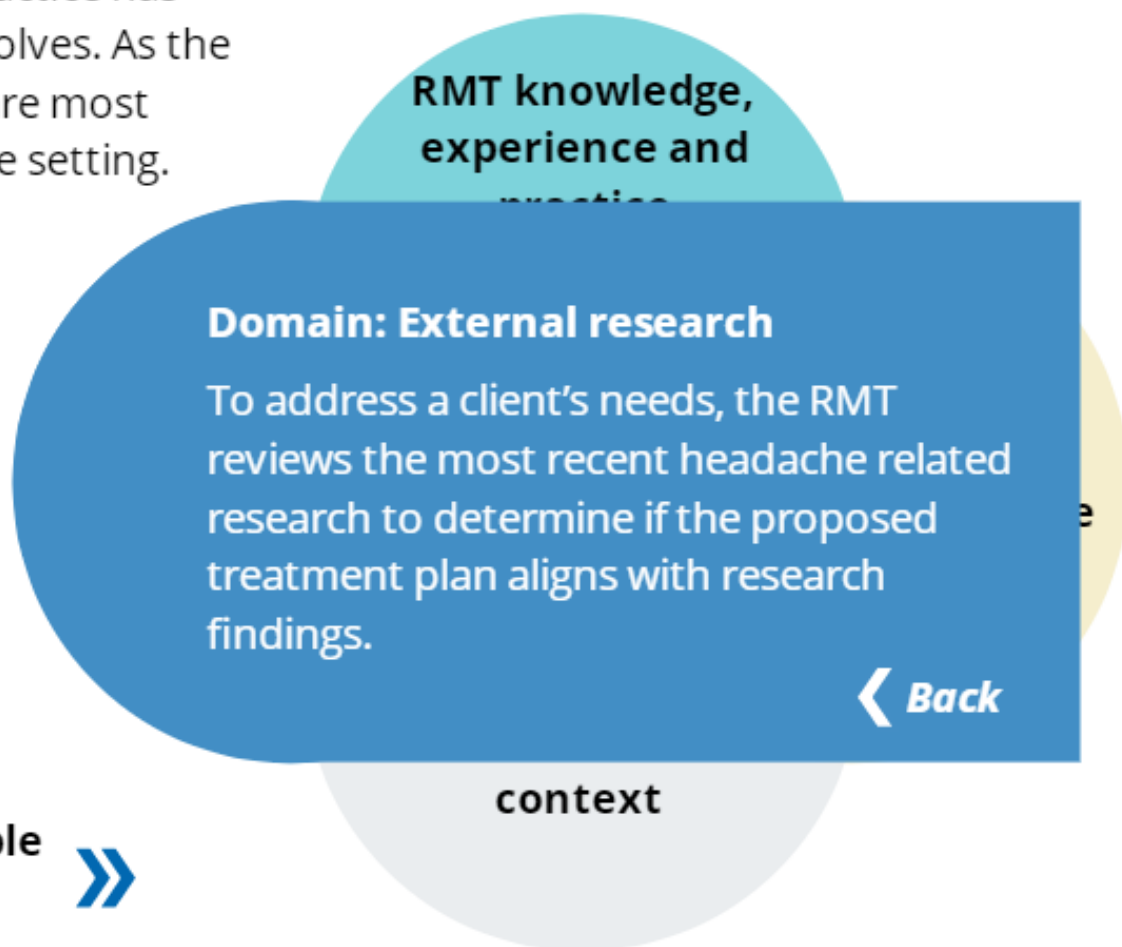 olves. As the
re most
e setting.
RMT knowledge,
experience and
practice
Domain: External research
To address a client's needs, the RMT
reviews the most recent headache related
research to determine if the proposed
treatment plan aligns with research
findings.
Back
e
context
ole